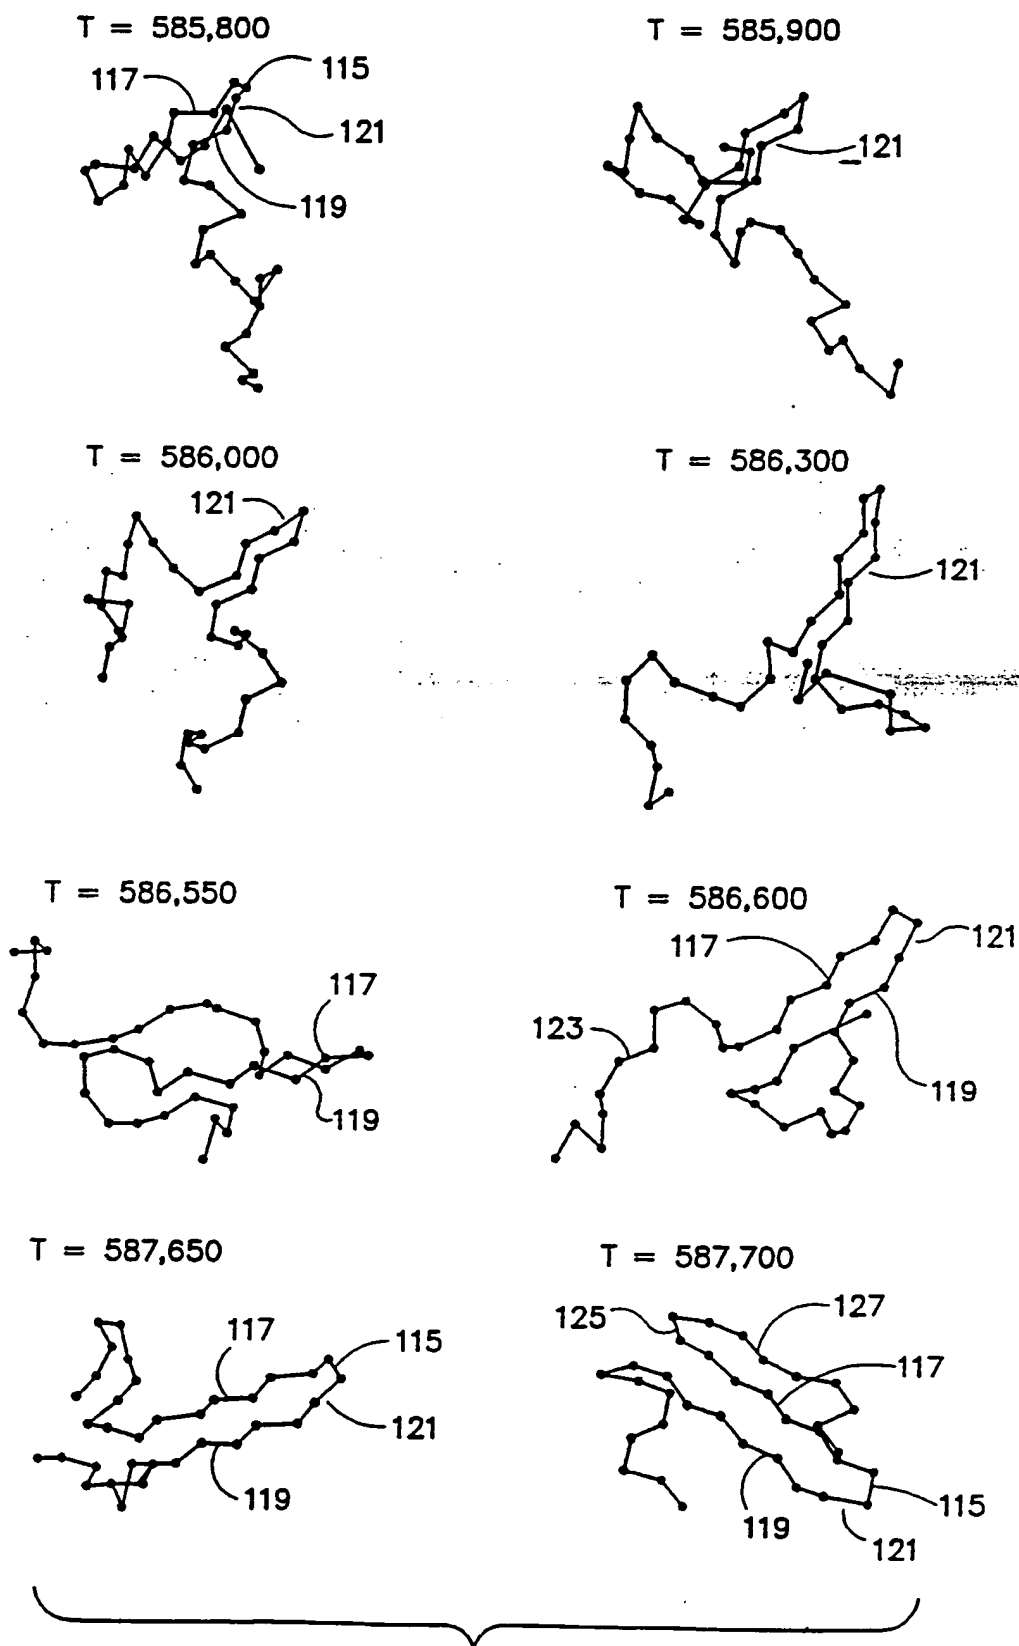 T = 585,800
117
115
121
119
T = 585,900
121
T = 586,000
121
T = 586,300
121
T = 586,550
117
119
T = 586,600
117
121
123
119
T = 587,650
117
115
121
119
T = 587,700
125
127
117
115
119
121